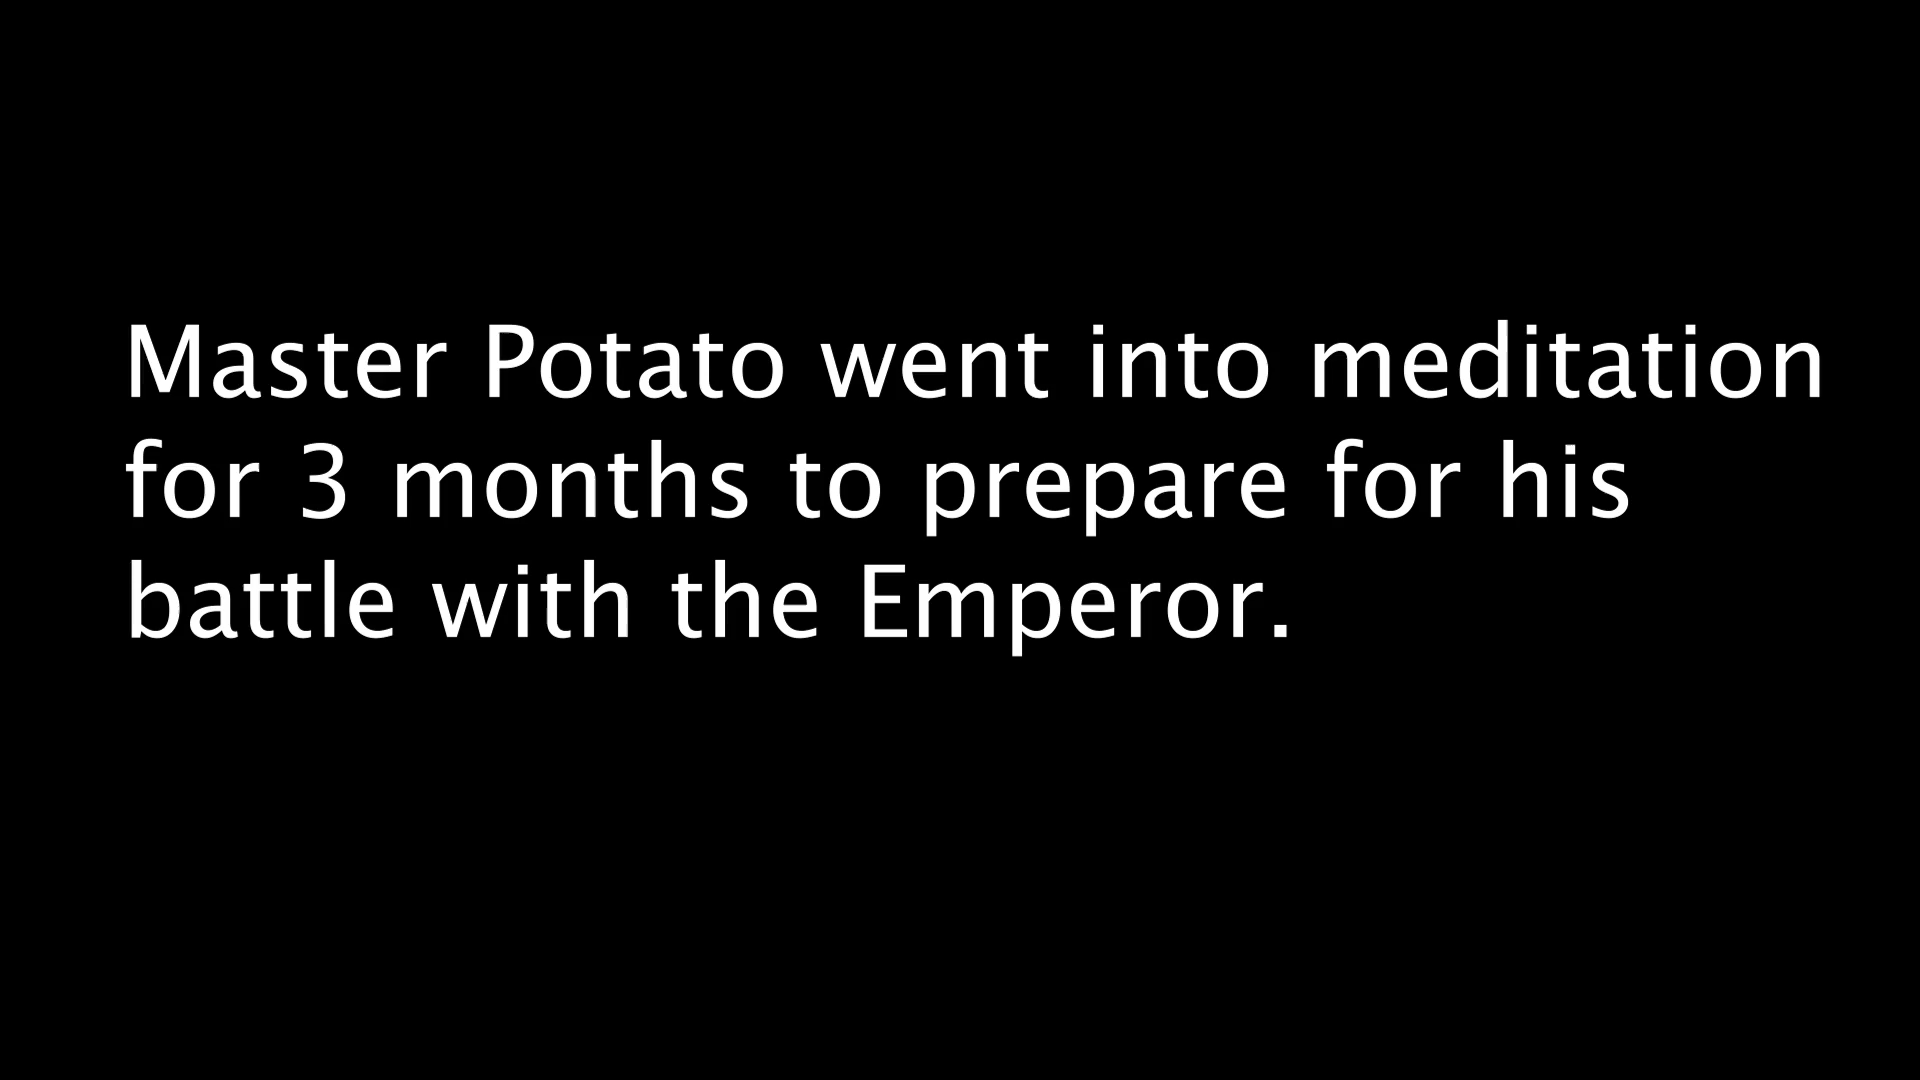 Master Potato went into meditation
for 3 months to prepare for his
battle with the Emperor.